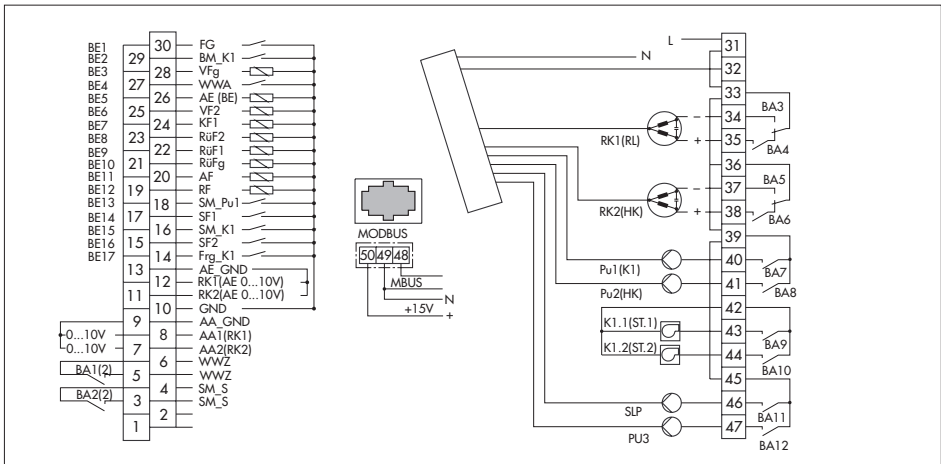 BE1 30 FG
BE2 29 BM_K1
BE3 28 VFg
BE4 27 WWA
BE5 26 AE (BE)
BE6 25 VF2
BE7 24 KF1
BE8 23 RüF2
BE9 22 RüF1
BE10 21 RüFg
BE11 20 AF
BE12 19 RF
BE13 18 SM_Pu1
BE14 17 SF1
BE15 16 SM_K1
BE16 15 SF2
BE17 14 Frg_K1
13 AE_GND
12 RK1(AE 0...10V)
11 RK2(AE 0...10V)
10 GND
9 AA_GND
0...10V 8 AA1(RK1)
0...10V 7 AA2(RK2)
6 WWZ
BA1(2) 5 WWZ
4 SM_S
BA2(2) 3 SM_S
2
1
MODBUS
50 49 48
MBUS
N
+15V +
L 31
N
32
33
34 BA3
RK1(RL) - +
35 BA4
36
37 BA5
RK2(HK) - +
38 BA6
39
Pu1(K1) 40 BA7
Pu2(HK) 41 BA8
42
K1.1(ST.1) 43 BA9
K1.2(ST.2) 44 BA10
45
SLP 46 BA11
PU3 47 BA12